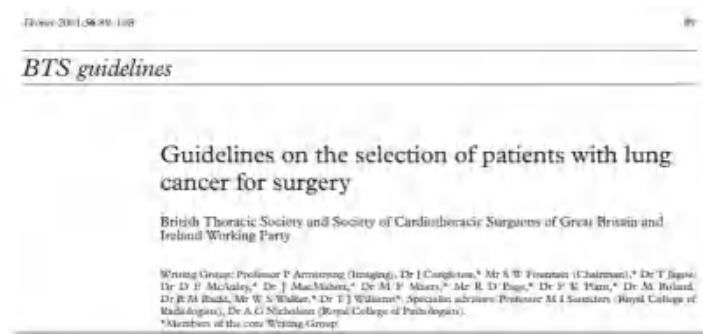 Thorax 2001;56:89–108 89
BTS guidelines
Guidelines on the selection of patients with lung
cancer for surgery
British Thoracic Society and Society of Cardiothoracic Surgeons of Great Britain and
Ireland Working Party
Writing Group: Professor P Armstrong (Imaging), Dr J Congleton,* Mr S W Fountain (Chairman),* Dr T Jagoe,
Dr D F McAuley,* Dr J MacMahon,* Dr M F Muers,* Mr R D Page,* Dr P K Plant,* Dr M Roland,
Dr R M Rudd, Mr W S Walker,* Dr T J Williams*. Specialist advisors: Professor M I Saunders (Royal College of
Radiologists), Dr A G Nicholson (Royal College of Pathologists).
*Members of the core Writing Group